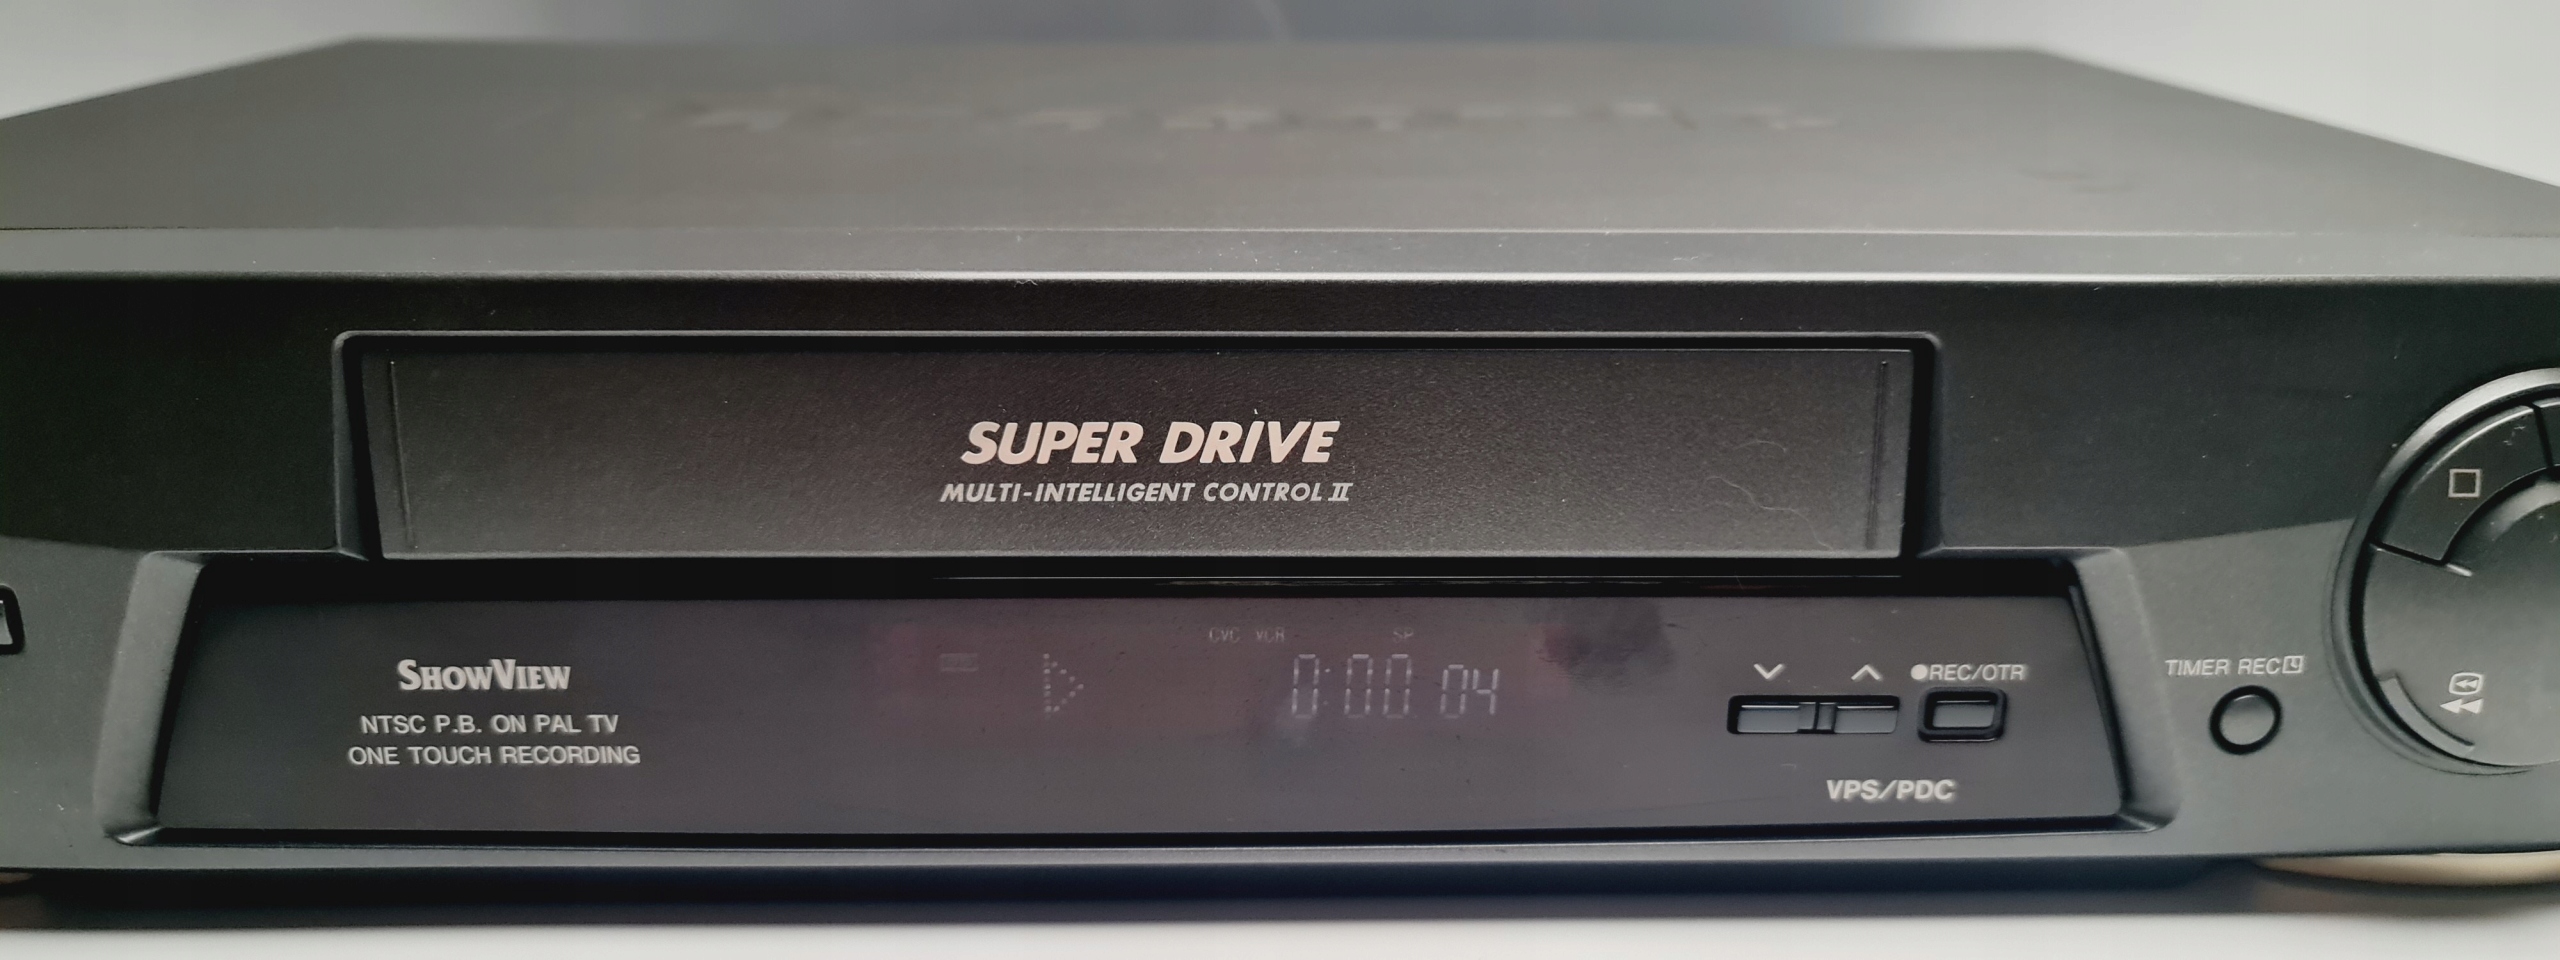 SUPER DRIVE
MULTI-INTELLIGENT CONTROL II
CVC VCR SP
0:00 04
SHOWVIEW
NTSC P.B. ON PAL TV
ONE TOUCH RECORDING
REC/OTR
VPS/PDC
TIMER REC